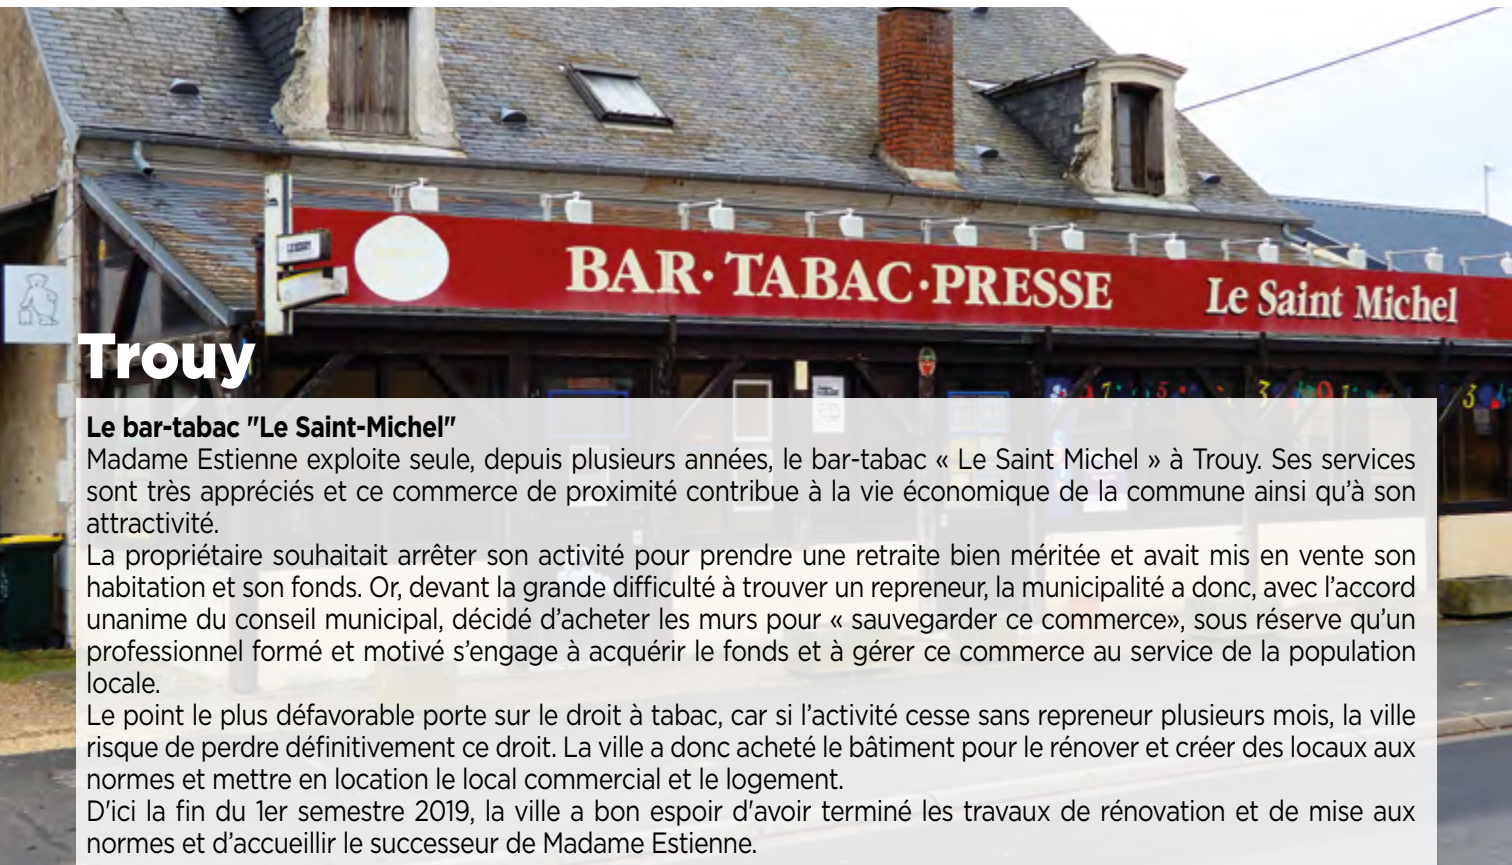 BAR·TABAC·PRESSE
Le Saint Michel
Trouy
Le bar-tabac "Le Saint-Michel"
Madame Estienne exploite seule, depuis plusieurs années, le bar-tabac « Le Saint Michel » à Trouy. Ses services
sont très appréciés et ce commerce de proximité contribue à la vie économique de la commune ainsi qu’à son
attractivité.
La propriétaire souhaitait arrêter son activité pour prendre une retraite bien méritée et avait mis en vente son
habitation et son fonds. Or, devant la grande difficulté à trouver un repreneur, la municipalité a donc, avec l’accord
unanime du conseil municipal, décidé d’acheter les murs pour « sauvegarder ce commerce», sous réserve qu’un
professionnel formé et motivé s’engage à acquérir le fonds et à gérer ce commerce au service de la population
locale.
Le point le plus défavorable porte sur le droit à tabac, car si l’activité cesse sans repreneur plusieurs mois, la ville
risque de perdre définitivement ce droit. La ville a donc acheté le bâtiment pour le rénover et créer des locaux aux
normes et mettre en location le local commercial et le logement.
D'ici la fin du 1er semestre 2019, la ville a bon espoir d'avoir terminé les travaux de rénovation et de mise aux
normes et d’accueillir le successeur de Madame Estienne.